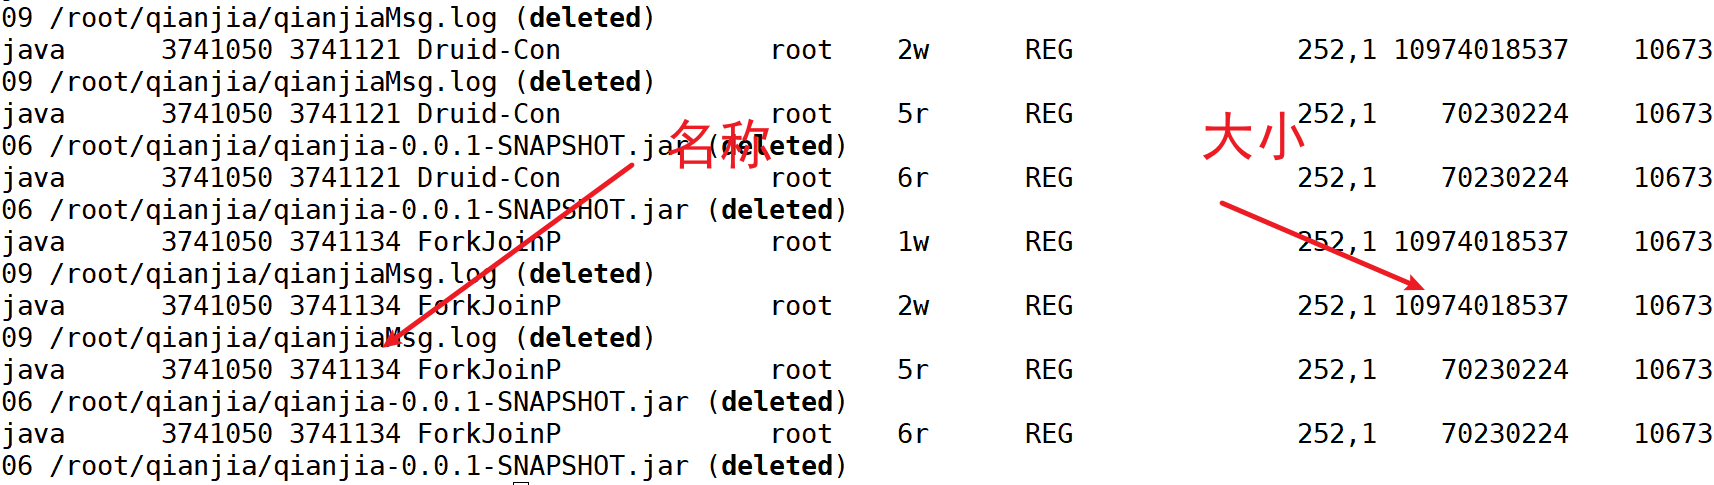 09 /root/qianjia/qianjiaMsg.log (deleted)
java 3741050 3741121 Druid-Con root 2w REG 252,1 10974018537 10673
09 /root/qianjia/qianjiaMsg.log (deleted)
java 3741050 3741121 Druid-Con root 5r REG 252,1 70230224 10673
06 /root/qianjia/qianjia-0.0.1-SNAPSHOT.jar (deleted)
名称
大小
java 3741050 3741121 Druid-Con root 6r REG 252,1 70230224 10673
06 /root/qianjia/qianjia-0.0.1-SNAPSHOT.jar (deleted)
java 3741050 3741134 ForkJoinP root 1w REG 252,1 10974018537 10673
09 /root/qianjia/qianjiaMsg.log (deleted)
java 3741050 3741134 ForkJoinP root 2w REG 252,1 10974018537 10673
09 /root/qianjia/qianjiaMsg.log (deleted)
java 3741050 3741134 ForkJoinP root 5r REG 252,1 70230224 10673
06 /root/qianjia/qianjia-0.0.1-SNAPSHOT.jar (deleted)
java 3741050 3741134 ForkJoinP root 6r REG 252,1 70230224 10673
06 /root/qianjia/qianjia-0.0.1-SNAPSHOT.jar (deleted)